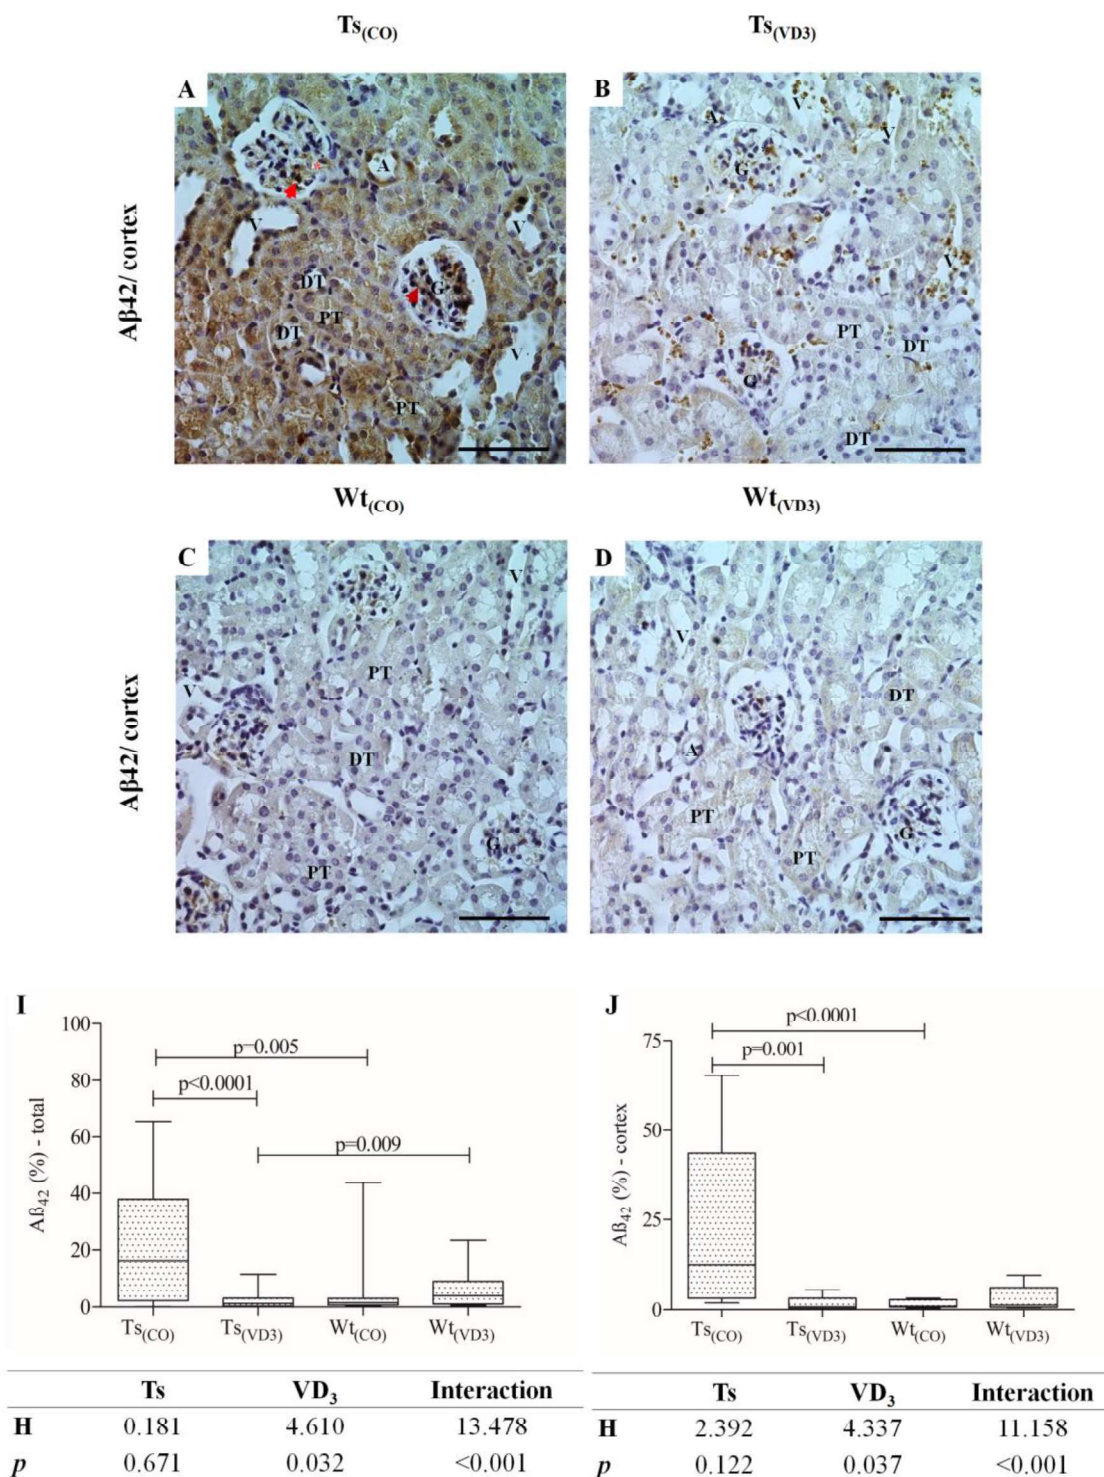 Ts(CO) Ts(VD3)
Aβ42/ cortex
A
*
A
V
V
G
DT
PT
DT
V
PT
B
V
A
V
G
V
PT
DT
G
DT
Wt(CO) Wt(VD3)
Aβ42/ cortex
C
V
PT
V
DT
G
PT
D
V
DT
A
PT
G
PT
I
Aß42 (%) - total
100
80
60
40
20
0
p=0.005
p<0.0001
p=0.009
Ts(CO) Ts(VD3) Wt(CO) Wt(VD3)
J
Aß42 (%) - cortex
75
50
25
0
p<0.0001
p=0.001
Ts(CO) Ts(VD3) Wt(CO) Wt(VD3)
Ts VD3 Interaction
H 0.181 4.610 13.478
p 0.671 0.032 <0.001
Ts VD3 Interaction
H 2.392 4.337 11.158
p 0.122 0.037 <0.001